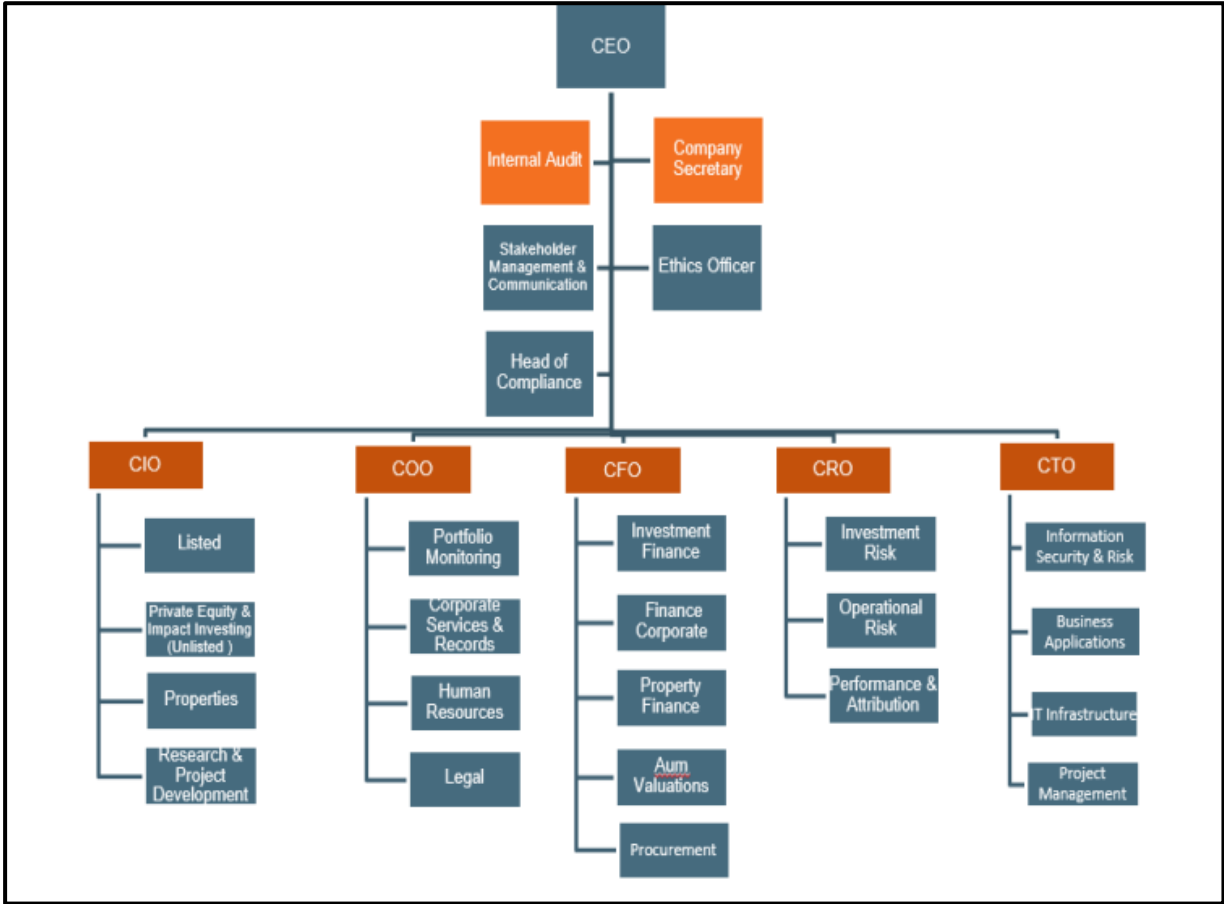 CEO
Internal Audit
Company
Secretary
Stakeholder
Management &
Communication
Ethics Officer
Head of
Compliance
CIO
COO
CFO
CRO
CTO
Listed
Private Equity &
Impact Investing
(Unlisted )
Properties
Research &
Project
Development
Portfolio
Monitoring
Corporate
Services &
Records
Human
Resources
Legal
Investment
Finance
Finance
Corporate
Property
Finance
Aum
Valuations
Procurement
Investment
Risk
Operational
Risk
Performance &
Attribution
Information
Security & Risk
Business
Applications
IT Infrastructure
Project
Management